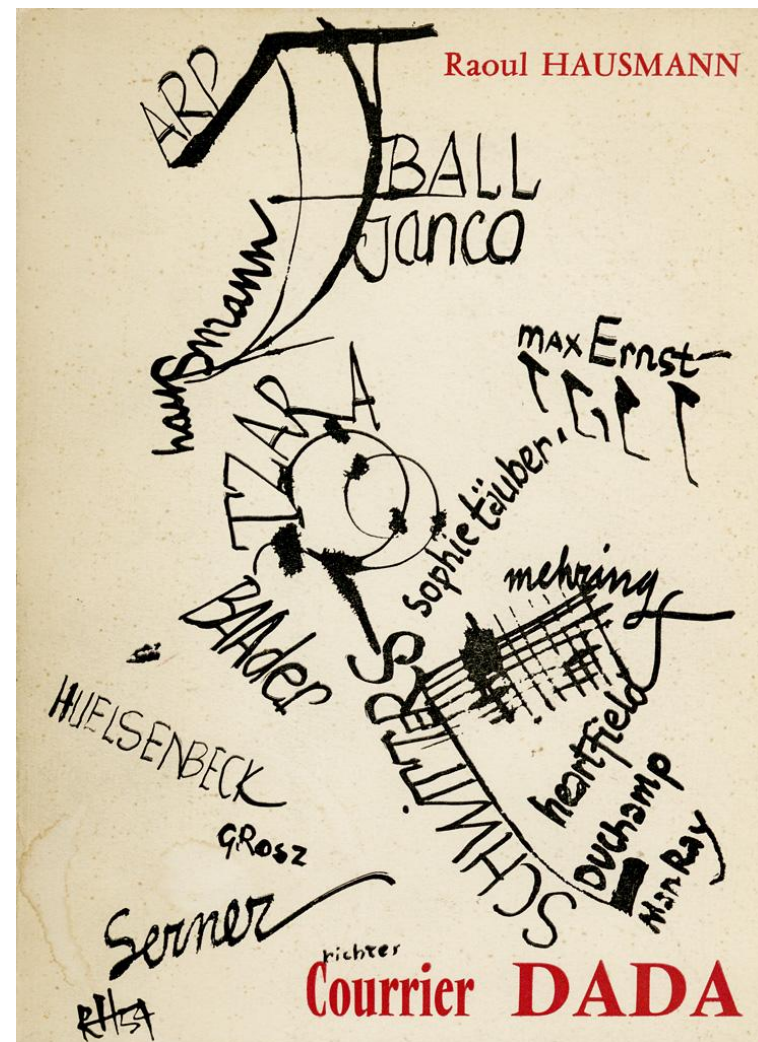 Raoul HAUSMANN
ARP
BALL
Janco
hausmann
max Ernst
TZARA
sophie täuber
mehring
BAAder
SCHWiTTERS
HUELSENBECK
heartfield
DUchamp
Man Ray
GRosz
Serner
richter
Courrier DADA
RH54